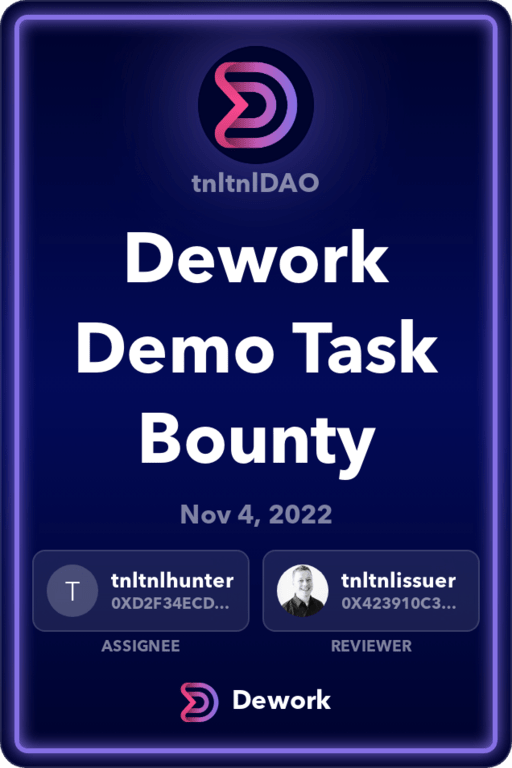 tnltnlDAO
Dework
Demo Task
Bounty
Nov 4, 2022
T
tnltnlhunter
0XD2F34ECD...
ASSIGNEE
tnltnlissuer
0X423910C3...
REVIEWER
Dework